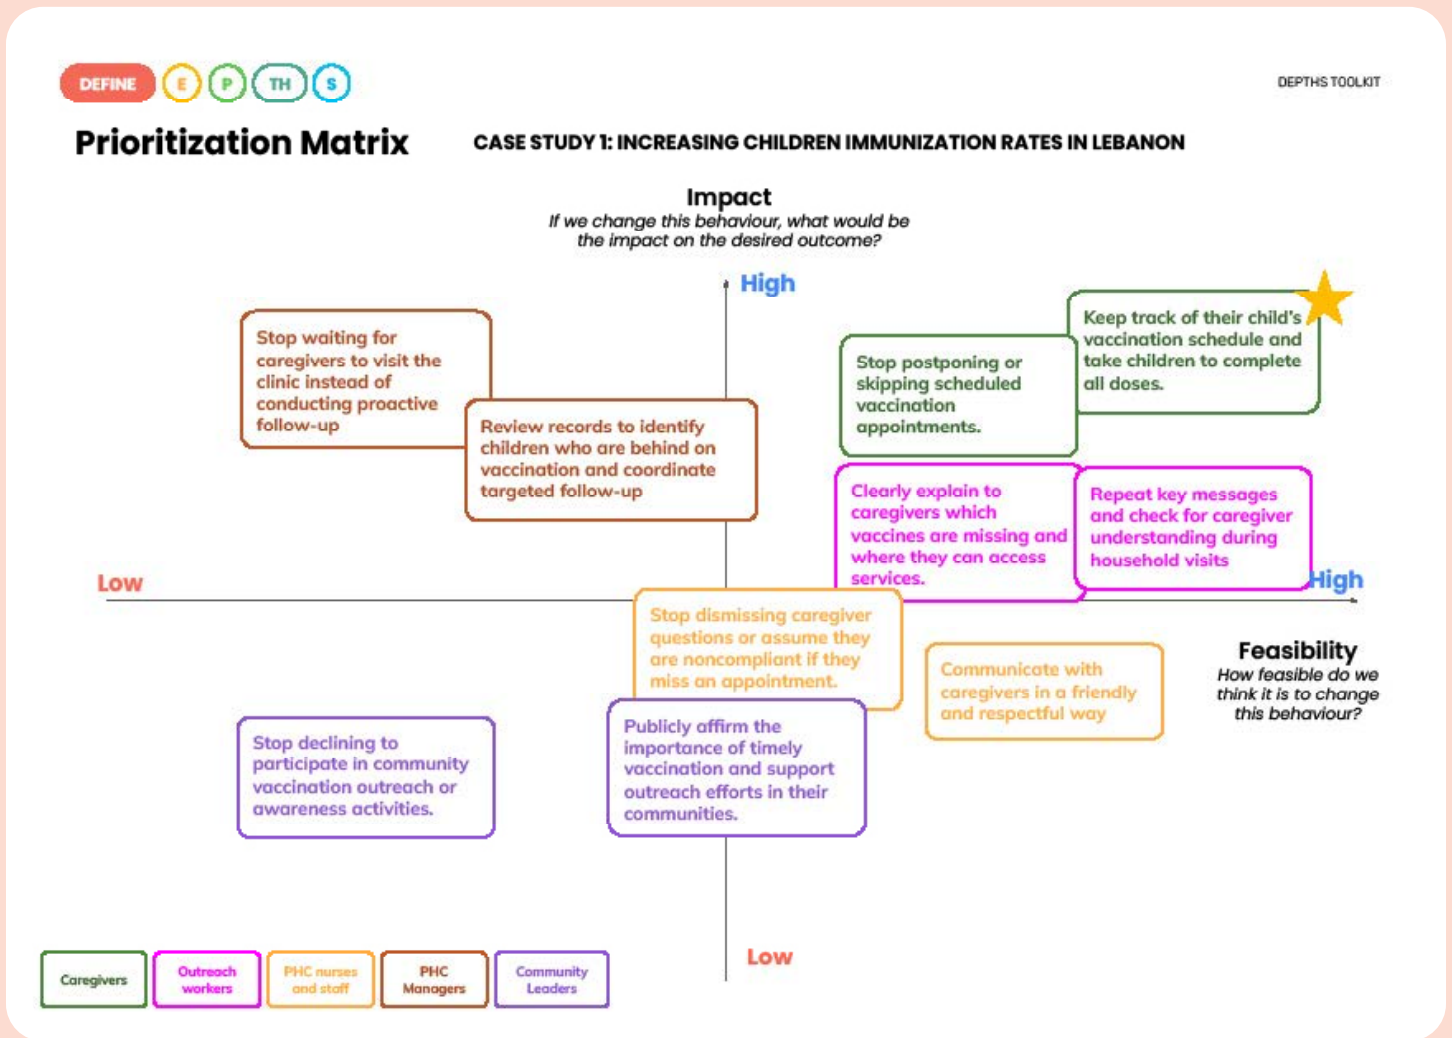 DEFINE E P TH S
DEPTHS TOOLKIT
Prioritization Matrix
CASE STUDY 1: INCREASING CHILDREN IMMUNIZATION RATES IN LEBANON
Impact
If we change this behaviour, what would be
the impact on the desired outcome?
High
Stop waiting for
caregivers to visit the
clinic instead of
conducting proactive
follow-up
Review records to identify
children who are behind on
vaccination and coordinate
targeted follow-up
Stop postponing or
skipping scheduled
vaccination
appointments.
Keep track of their child's
vaccination schedule and
take children to complete
all doses.
Clearly explain to
caregivers which
vaccines are missing and
where they can access
services.
Repeat key messages
and check for caregiver
understanding during
household visits
Low
High
Feasibility
How feasible do we
think it is to change
this behaviour?
Stop dismissing caregiver
questions or assume they
are noncompliant if they
miss an appointment.
Communicate with
caregivers in a friendly
and respectful way
Stop declining to
participate in community
vaccination outreach or
awareness activities.
Publicly affirm the
importance of timely
vaccination and support
outreach efforts in their
communities.
Low
Caregivers
Outreach
workers
PHC nurses
and staff
PHC
Managers
Community
Leaders